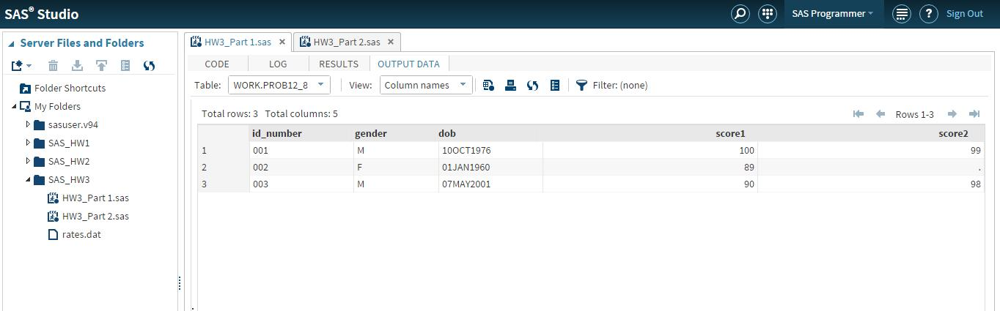 SAS® Studio
SAS Programmer
Sign Out
Server Files and Folders
Folder Shortcuts
My Folders
sasuser.v94
SAS_HW1
SAS_HW2
SAS_HW3
HW3_Part 1.sas
HW3_Part 2.sas
rates.dat
HW3_Part 1.sas × HW3_Part 2.sas ×
CODE LOG RESULTS OUTPUT DATA
Table: WORK.PROB12_8 View: Column names Filter: (none)
Total rows: 3 Total columns: 5 Rows 1-3
id_number gender dob score1 score2
1 001 M 10OCT1976 100 99
2 002 F 01JAN1960 89 .
3 003 M 07MAY2001 90 98